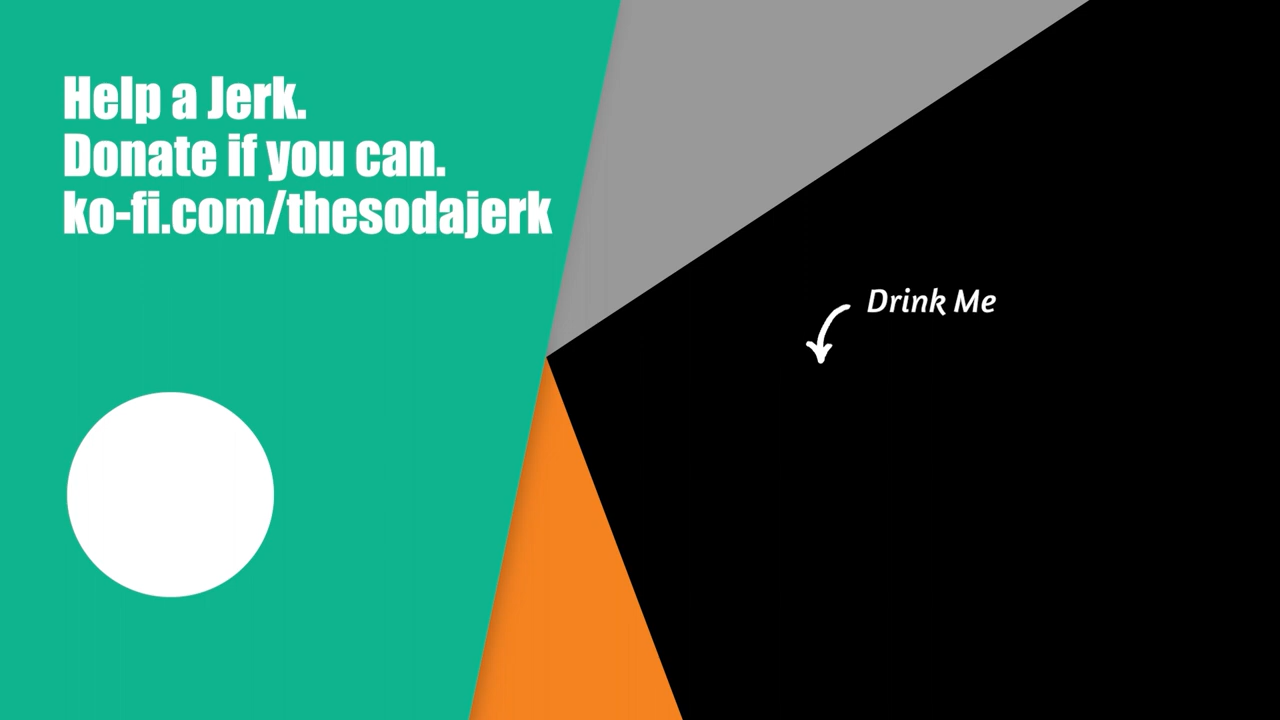 Help a Jerk.
Donate if you can.
ko-fi.com/thesodajerk
Drink Me